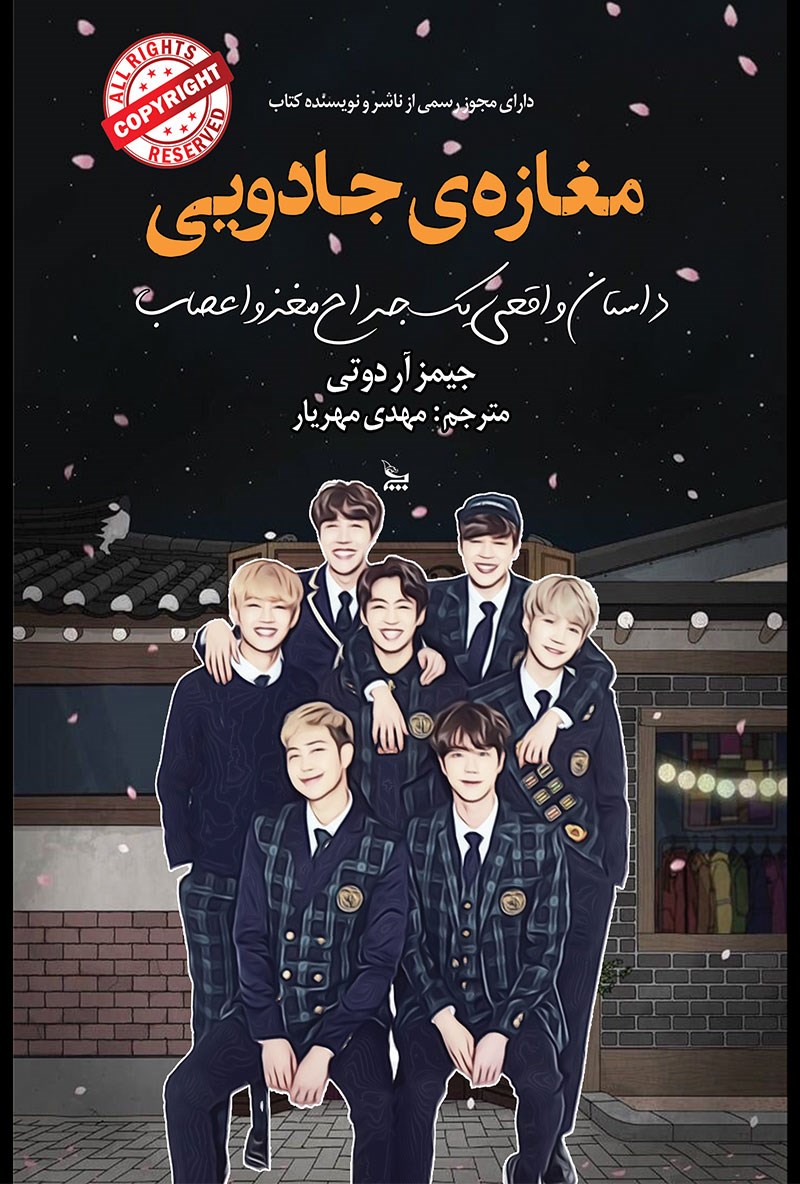 ALL RIGHTS
COPYRIGHT
RESERVED
دارای مجوز رسمی از ناشر و نویسنده کتاب
مغازه‌ی جادویی
داستان واقعی یک جراح مغز و اعصاب
جیمز آر دوتی
مترجم: مهدی مهریار